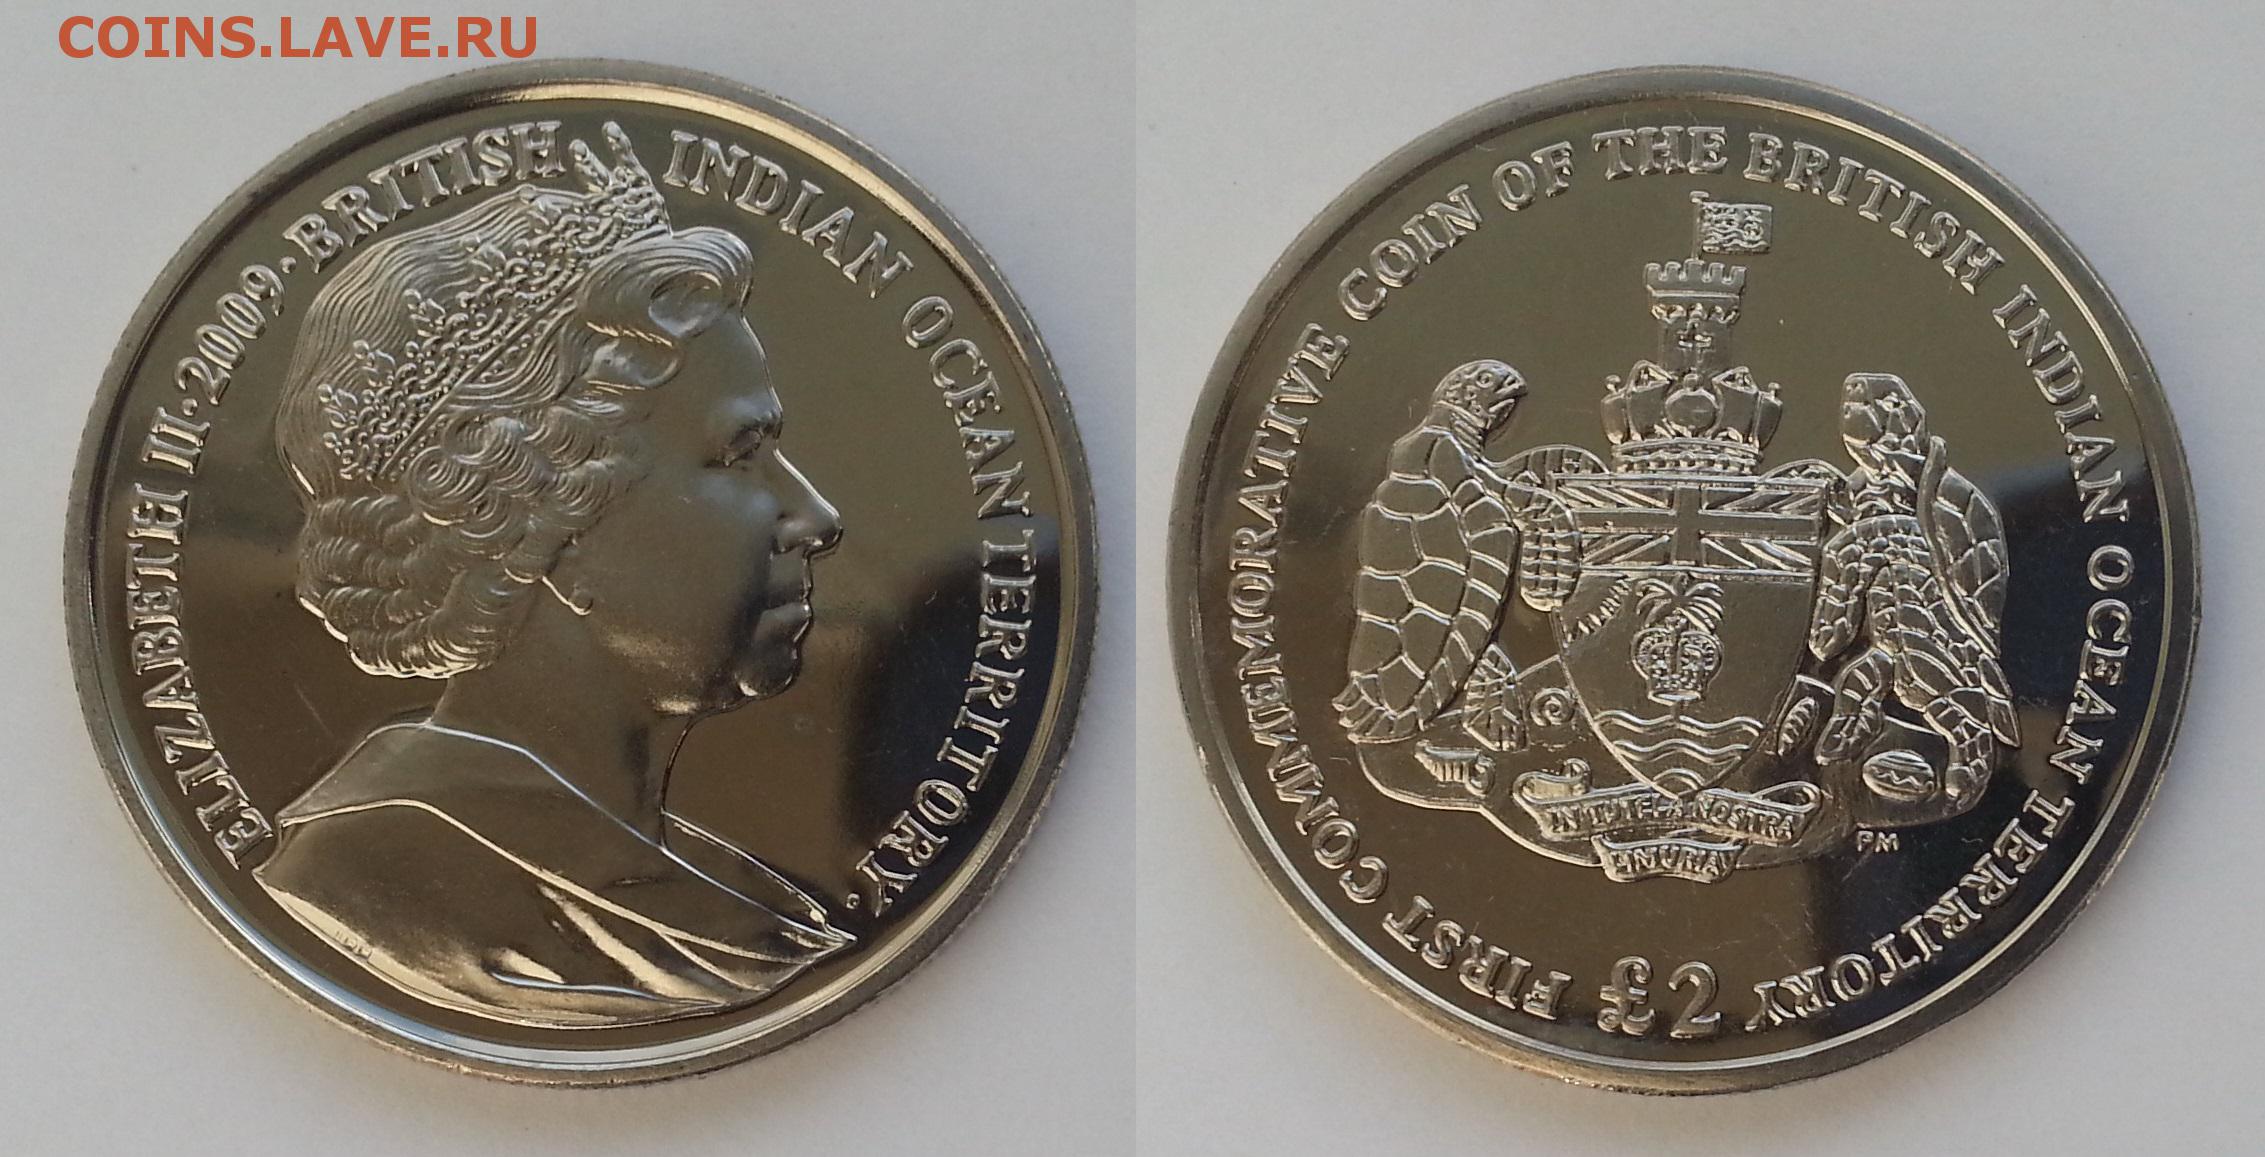 COINS.LAVE.RU
ELIZABETH II·2009·BRITISH INDIAN OCEAN TERRITORY·
FIRST COMMEMORATIVE COIN OF THE BRITISH INDIAN OCEAN TERRITORY
IN TUTELA NOSTRA
LIMURIA
PM
£2